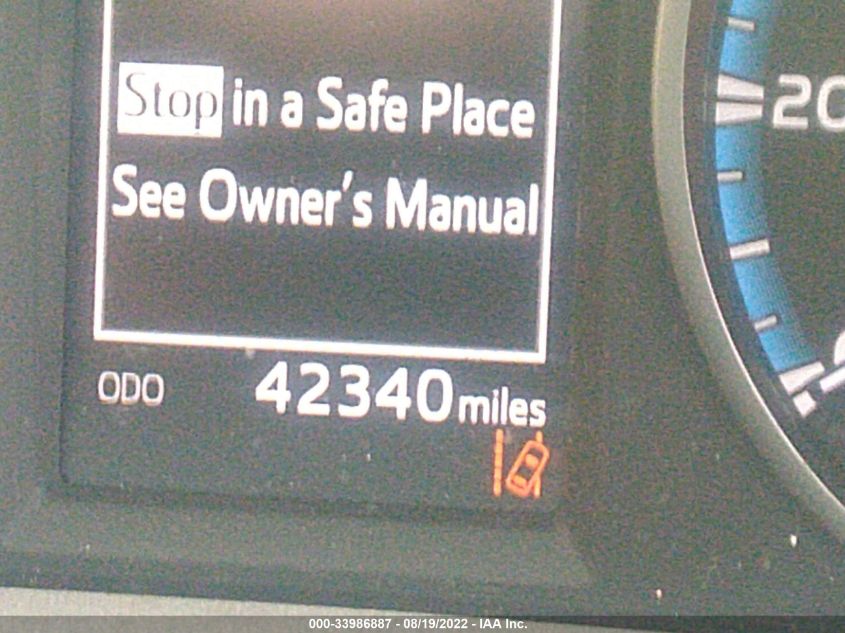 Stop in a Safe Place
See Owner's Manual
20
ODO 42340 miles
000-33986887 - 08/19/2022 - IAA Inc.